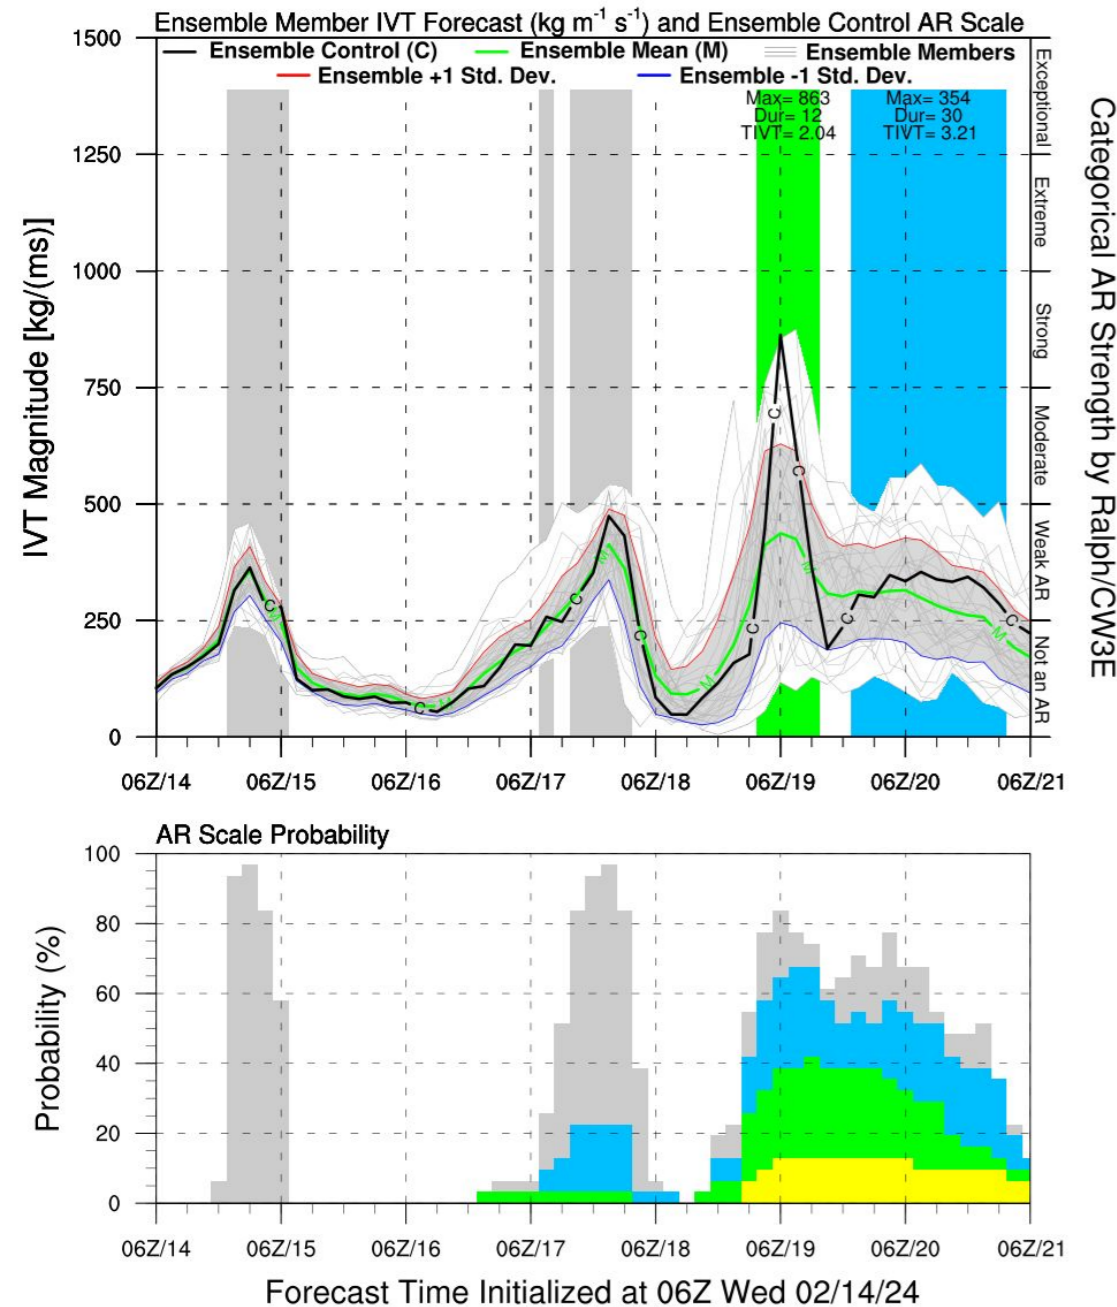 Ensemble Member IVT Forecast (kg m⁻¹ s⁻¹) and Ensemble Control AR Scale
Ensemble Control (C) Ensemble Mean (M) Ensemble Members
Ensemble +1 Std. Dev. Ensemble -1 Std. Dev.
Max= 863 Max= 354
Dur= 12 Dur= 30
TIVT= 2.04 TIVT= 3.21
IVT Magnitude [kg/(ms)]
1500
1250
1000
750
500
250
0
Exceptional
Extreme
Strong
Moderate
Weak AR
Not an AR
Categorical AR Strength by Ralph/CW3E
C C C C C C C C C C
M M M M M
06Z/14 06Z/15 06Z/16 06Z/17 06Z/18 06Z/19 06Z/20 06Z/21
AR Scale Probability
Probability (%)
100
80
60
40
20
0
06Z/14 06Z/15 06Z/16 06Z/17 06Z/18 06Z/19 06Z/20 06Z/21
Forecast Time Initialized at 06Z Wed 02/14/24